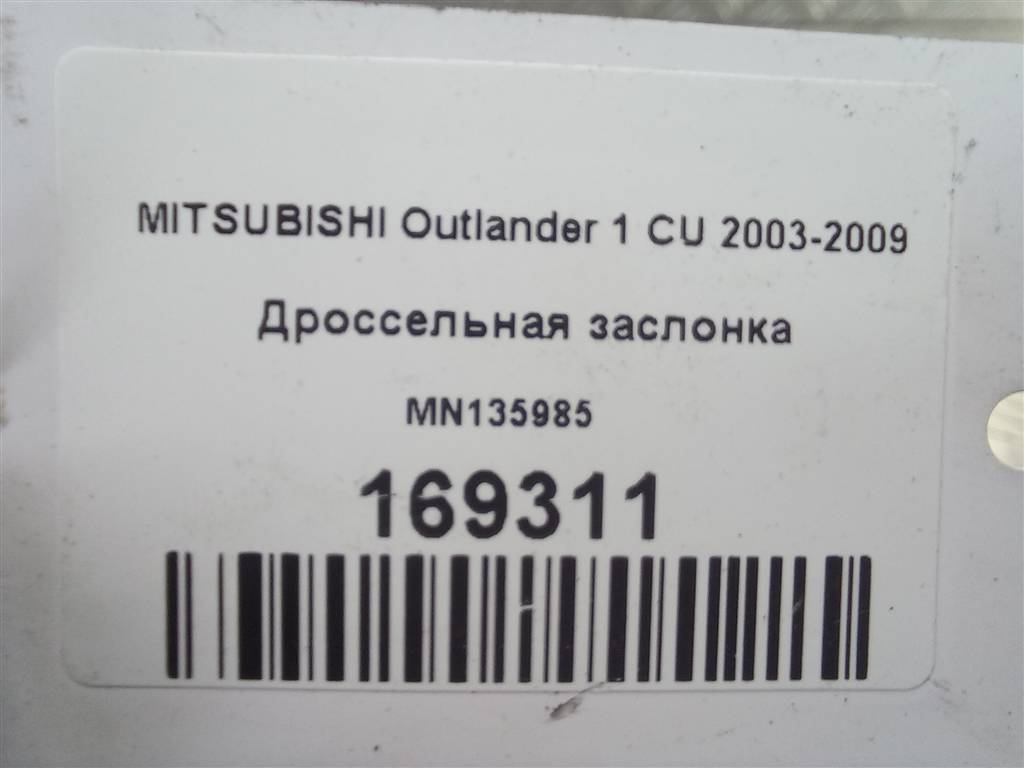 MITSUBISHI Outlander 1 CU 2003-2009
Дроссельная заслонка
MN135985
169311